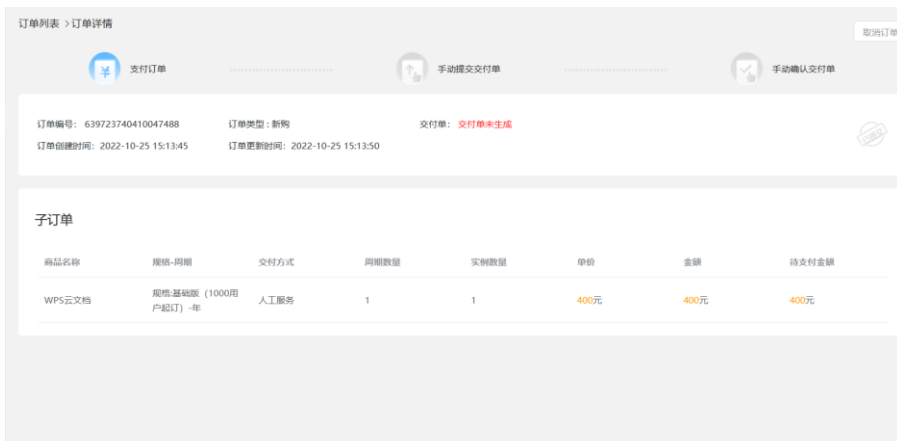 订单列表 >订单详情
取消订单
支付订单
手动提交交付单
手动确认交付单
订单编号: 639723740410047488 订单类型 : 新购 交付单: 交付单未生成
订单创建时间: 2022-10-25 15:13:45 订单更新时间: 2022-10-25 15:13:50
已提交
子订单
商品名称 规格-周期 交付方式 周期数量 实例数量 单价 金额 待支付金额
WPS云文档 规格:基础版 (1000用 人工服务 1 1 400元 400元 400元
户起订) -年